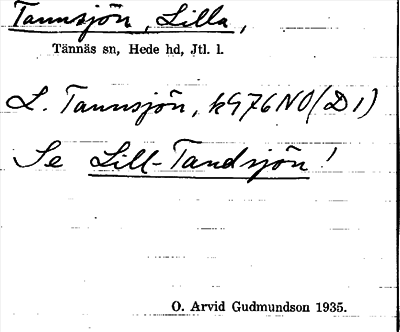 Tannsjön, Lilla,
Tännäs sn, Hede hd, Jtl. l.
L. Tannsjön, k976NO(D1)
Se Lill-Tandsjön!
O. Arvid Gudmundson 1935.